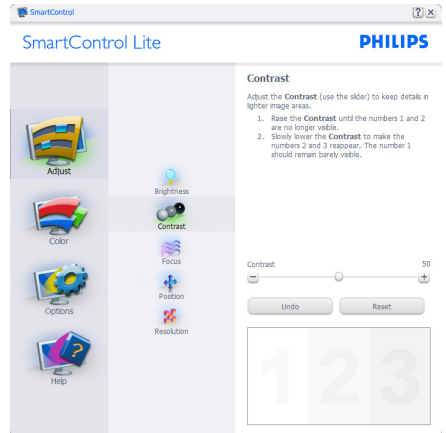 SmartControl
SmartControl Lite
PHILIPS
Adjust
Color
Options
Help
Brightness
Contrast
Focus
Position
Resolution
Contrast
Adjust the Contrast (use the slider) to keep details in
lighter image areas.
1. Raise the Contrast until the numbers 1 and 2
are no longer visible.
2. Slowly lower the Contrast to make the
numbers 2 and 3 reappear. The number 1
should remain barely visible.
Contrast 50
Undo Reset
1 2 3